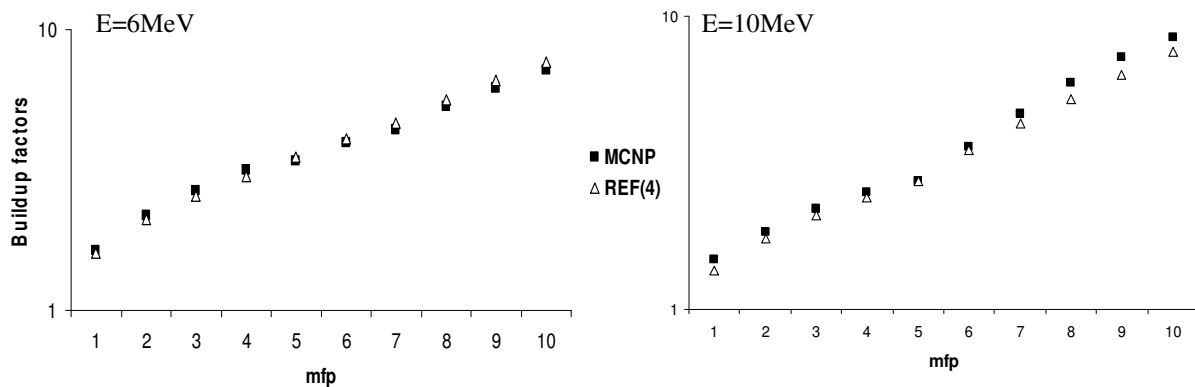 E=6MeV
10
1
Buildup factors
1 2 3 4 5 6 7 8 9 10
mfp
■ MCNP
△ REF(4)
E=10MeV
10
1
1 2 3 4 5 6 7 8 9 10
mfp